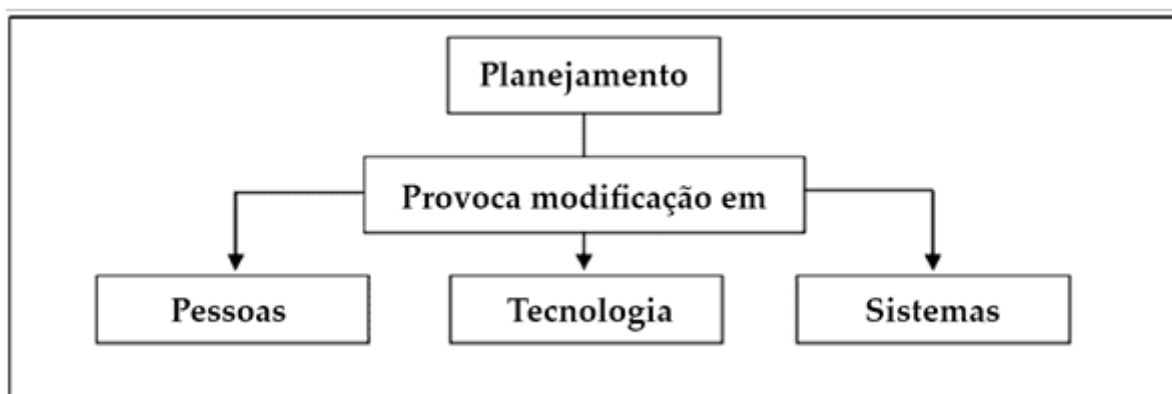 Planejamento
Provoca modificação em
Pessoas
Tecnologia
Sistemas